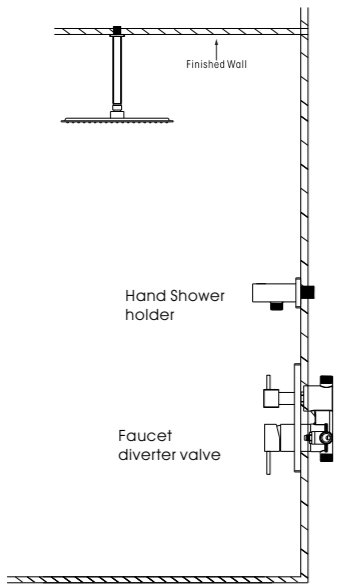 Finished Wall
Hand Shower
holder
Faucet
diverter valve